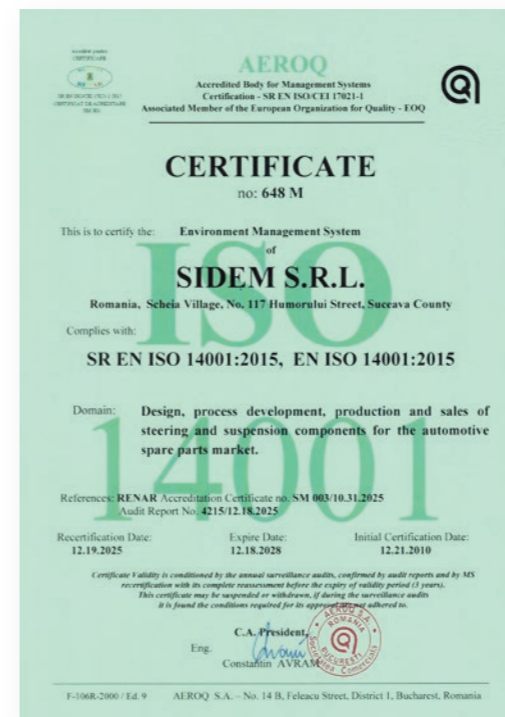 AEROQ
Accredited Body for Management Systems
Certification - SR EN ISO/CEI 17021-1
Associated Member of the European Organization for Quality - EOQ
CERTIFICATE
no: 648 M
This is to certify the: Environment Management System
of
SIDEM S.R.L.
Romania, Scheia Village, No. 117 Humorului Street, Suceava County
Complies with:
ISO
SR EN ISO 14001:2015, EN ISO 14001:2015
Domain: Design, process development, production and sales of
steering and suspension components for the automotive
spare parts market.
14001
References: RENAR Accreditation Certificate no. SM 003/10.31.2025
Audit Report No. 4215/12.18.2025
Recertification Date: Expire Date: Initial Certification Date:
12.19.2025 12.18.2028 12.21.2010
Certificate Validity is conditioned by the annual surveillance audits, confirmed by audit reports and by MS
recertification with its complete reassessment before the expiry of validity period (3 years).
This certificate may be suspended or withdrawn, if during the surveillance audits
it is found the conditions required for its approval are not adhered to.
C.A. President,
Eng.
Constantin AVRAM
AEROQ S.A.
ROMANIA
BUCURESTI
Societatea Comerciala
F-106R-2000 / Ed. 9 AEROQ S.A. – No. 14 B, Feleacu Street, District 1, Bucharest, Romania